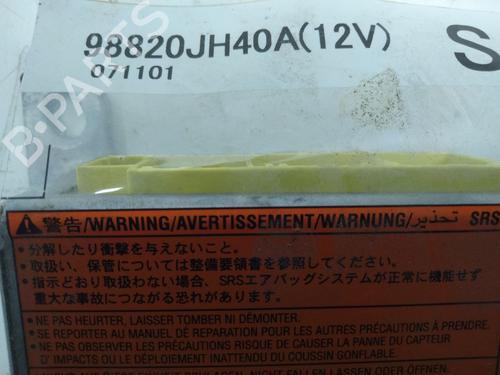 98820JH40A(12V) S
071101
B-PARTS
⚠警告/WARNING/AVERTISSEMENT/WARNUNG/تحذير SRS
•分解したり衝撃を与えないこと。
•取扱い、保管については整備要領書を参照してください。
•指示どおり取扱わない場合、SRSエアバッグシステムが正常に機能せず
重大な事故につながる恐れがあります。
•NE PAS HEURTER, LAISSER TOMBER NI DÉMONTER.
•SE REPORTER AU MANUEL DE RÉPARATION POUR LES AUTRES PRÉCAUTIONS À PRENDRE.
•NE PAS OBSERVER LES PRÉCAUTIONS RISQUE DE CAUSER LA PANNE DU CAPTEUR
D' IMPACTS OU LE DÉPLOIEMENT INATTENDU DU COUSSIN GONFLABLE.